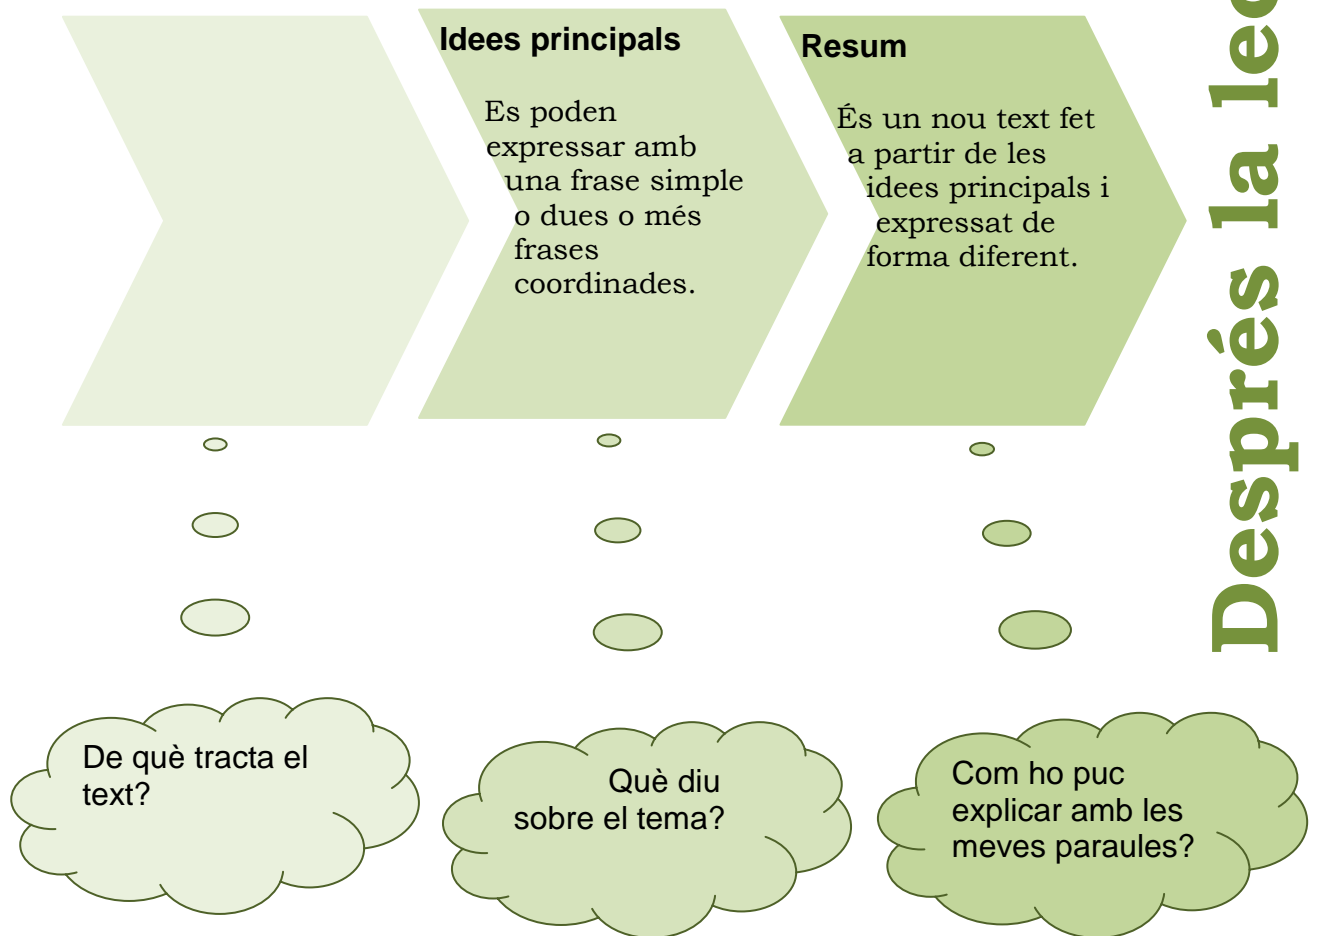 Idees principals
Es poden
expressar amb
una frase simple
o dues o més
frases
coordinades.
Resum
És un nou text fet
a partir de les
idees principals i
expressat de
forma diferent.
Després la lec
De què tracta el
text?
Què diu
sobre el tema?
Com ho puc
explicar amb les
meves paraules?